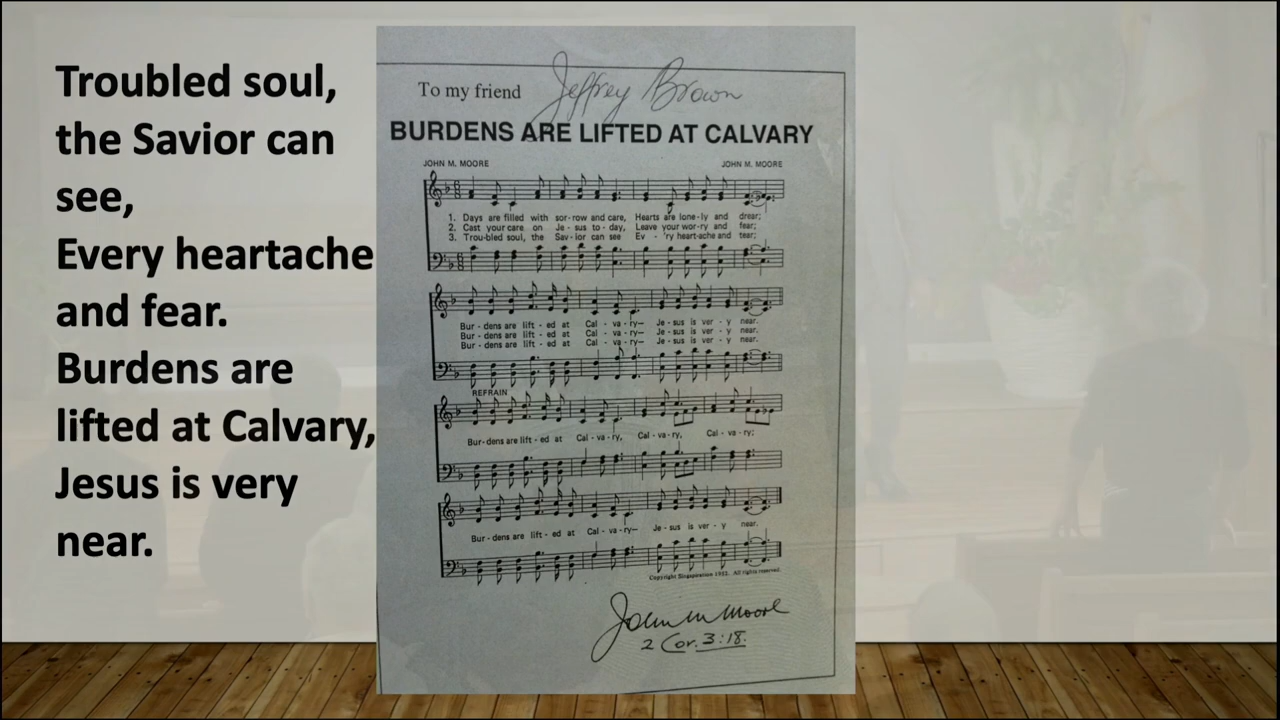 Troubled soul,
the Savior can
see,
Every heartache
and fear.
Burdens are
lifted at Calvary,
Jesus is very
near.
To my friend Jeffrey Brown
BURDENS ARE LIFTED AT CALVARY
JOHN M. MOORE JOHN M. MOORE
1. Days are filled with sor-row and care, Hearts are lone-ly and drear;
2. Cast your care on Je-sus to-day, Leave your wor-ry and fear;
3. Trou-bled soul, the Sav-ior can see Ev-'ry heart-ache and tear;
Bur-dens are lift-ed at Cal-va-ry— Je-sus is ver-y near.
Bur-dens are lift-ed at Cal-va-ry— Je-sus is ver-y near.
Bur-dens are lift-ed at Cal-va-ry— Je-sus is ver-y near.
REFRAIN
Bur-dens are lift-ed at Cal-va-ry, Cal-va-ry, Cal-va-ry;
Bur-dens are lift-ed at Cal-va-ry— Je-sus is ver-y near.
Copyright Singspiration 1952. All rights reserved.
John M Moore
2 Cor. 3:18.